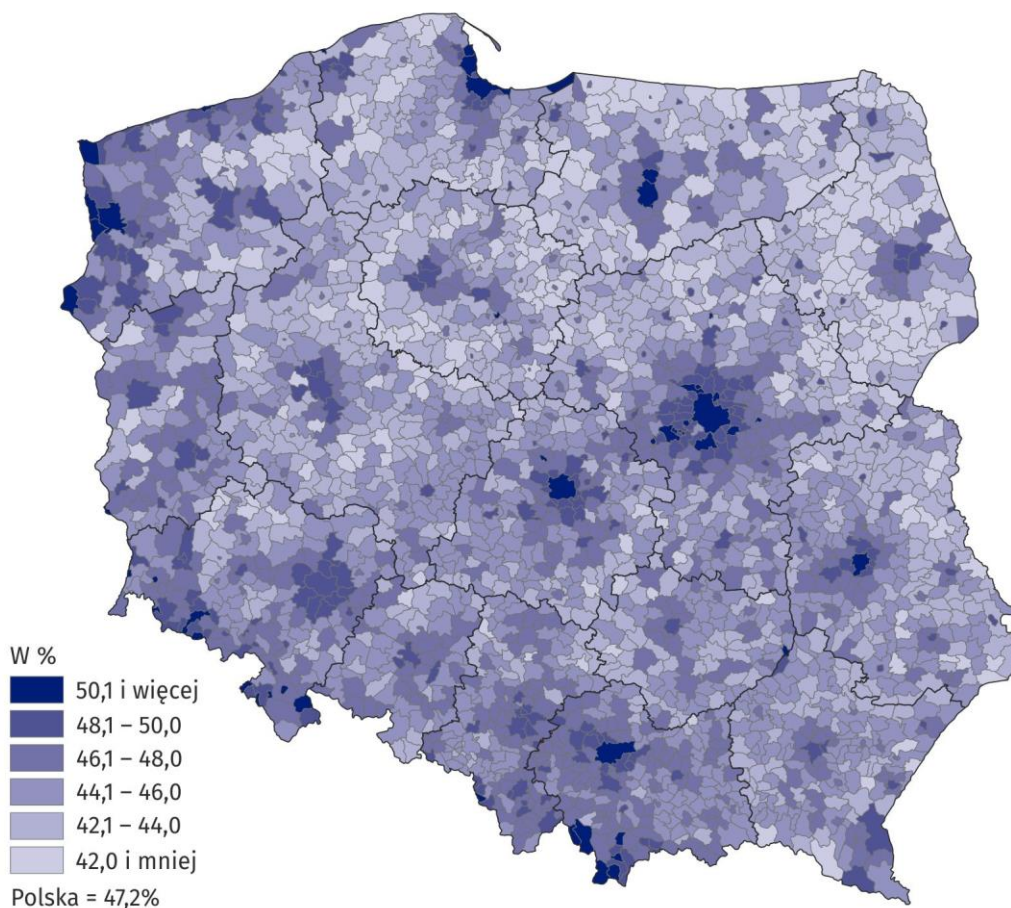 W %
50,1 i więcej
48,1 – 50,0
46,1 – 48,0
44,1 – 46,0
42,1 – 44,0
42,0 i mniej
Polska = 47,2%